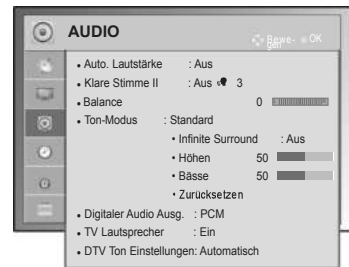 AUDIO
Bewe- OK
gen
• Auto. Lautstärke : Aus
• Klare Stimme II : Aus 3
• Balance 0
• Ton-Modus : Standard
• Infinite Surround : Aus
• Höhen 50
• Bässe 50
• Zurücksetzen
• Digitaler Audio Ausg. : PCM
• TV Lautsprecher : Ein
• DTV Ton Einstellungen: Automatisch